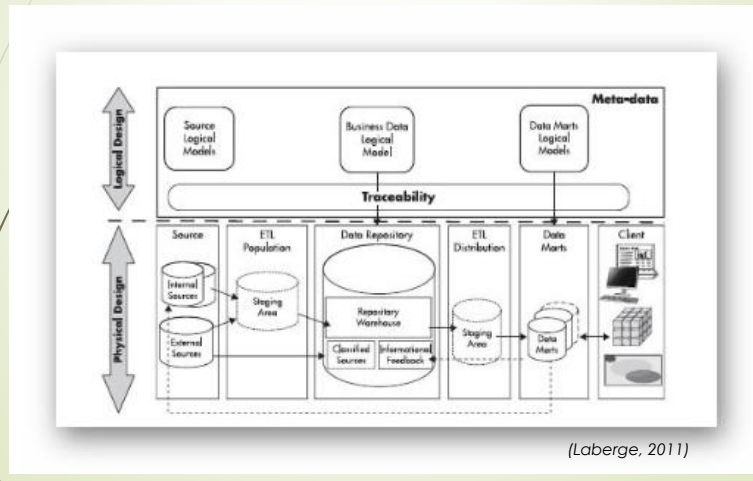 Meta-data
Logical Design
Source
Logical
Models
Business Data
Logical
Model
Data Marts
Logical
Models
Traceability
Physical Design
Source
ETL
Population
Data Repository
ETL
Distribution
Data
Marts
Client
Internal
Sources
Staging
Area
Repository
Warehouse
External
Sources
Classified
Sources
Informational
Feedback
Staging
Area
Data
Marts
(Laberge, 2011)